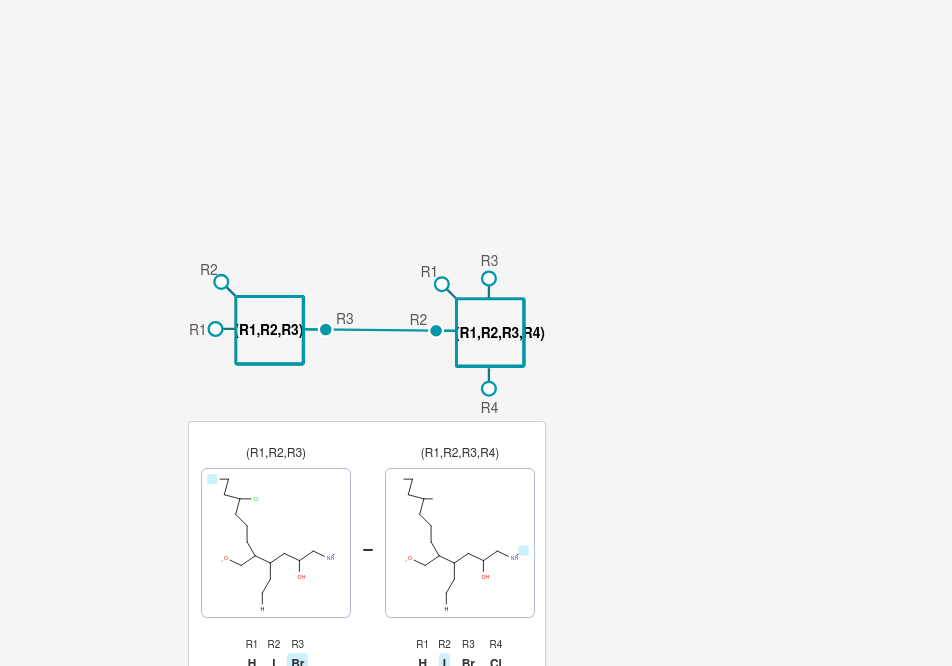 R2
R1
(R1,R2,R3)
R3
R1
R3
R2
(R1,R2,R3,R4)
R4
(R1,R2,R3)
(R1,R2,R3,R4)
Cl
O
NH
OH
H
O
NH
OH
H
R1 R2 R3
R1 R2 R3 R4
H I Br
H I Br Cl